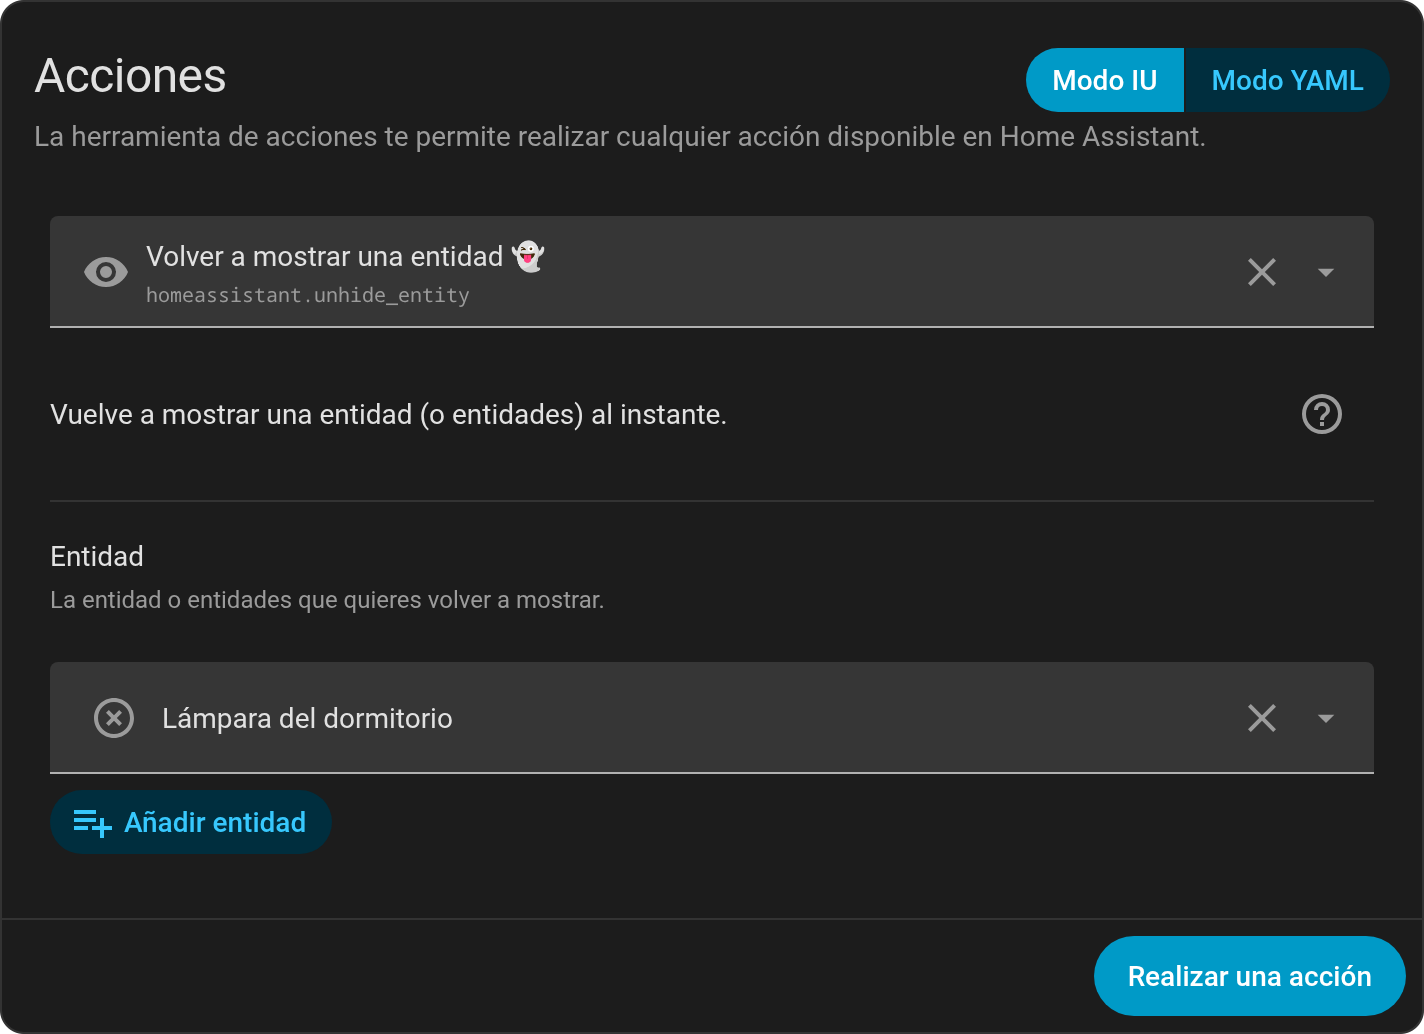 Acciones
Modo IU
Modo YAML
La herramienta de acciones te permite realizar cualquier acción disponible en Home Assistant.
Volver a mostrar una entidad 👻
homeassistant.unhide_entity
Vuelve a mostrar una entidad (o entidades) al instante.
Entidad
La entidad o entidades que quieres volver a mostrar.
Lámpara del dormitorio
Añadir entidad
Realizar una acción